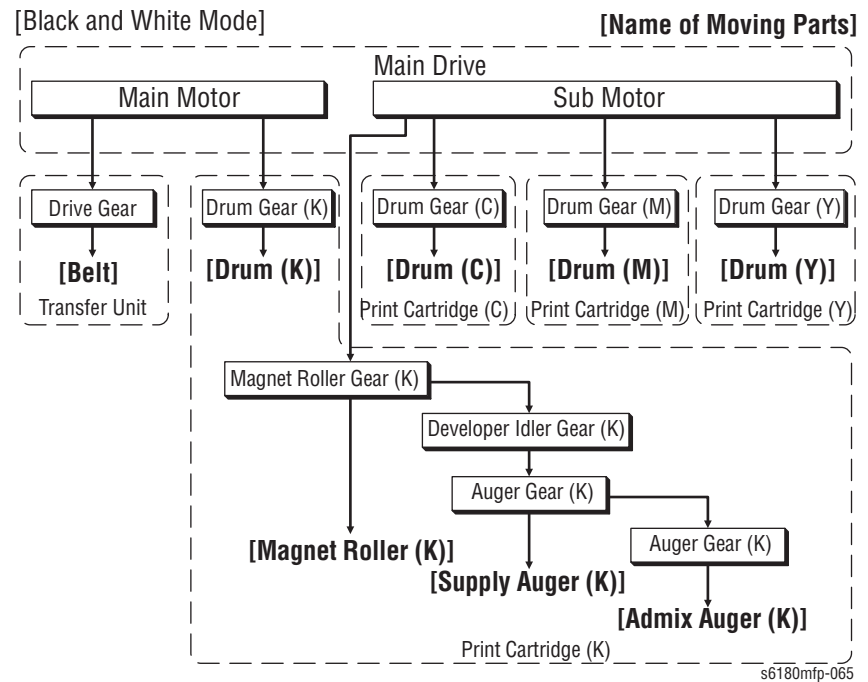 [Black and White Mode]
[Name of Moving Parts]
Main Drive
Main Motor
Sub Motor
Drive Gear
Drum Gear (K)
Drum Gear (C)
Drum Gear (M)
Drum Gear (Y)
[Belt]
[Drum (K)]
[Drum (C)]
[Drum (M)]
[Drum (Y)]
Transfer Unit
Print Cartridge (C)
Print Cartridge (M)
Print Cartridge (Y)
Magnet Roller Gear (K)
Developer Idler Gear (K)
Auger Gear (K)
Auger Gear (K)
[Magnet Roller (K)]
[Supply Auger (K)]
[Admix Auger (K)]
Print Cartridge (K)
s6180mfp-065